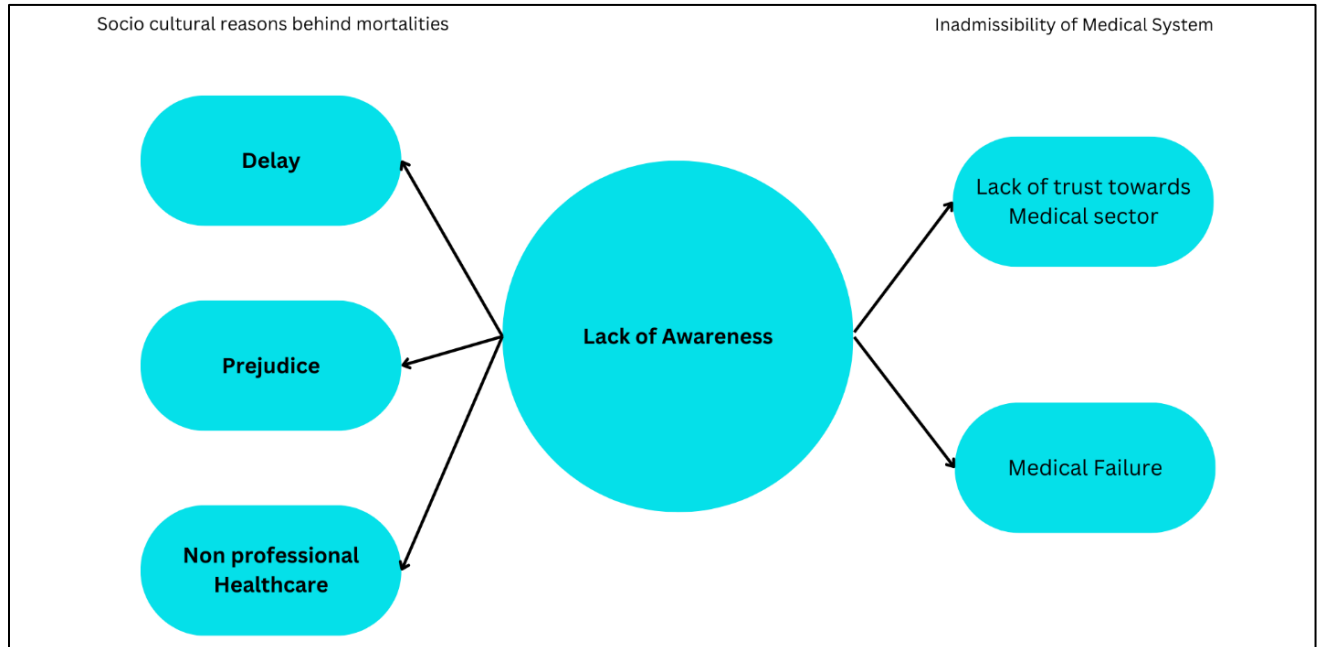 Socio cultural reasons behind mortalities
Inadmissibility of Medical System
Delay
Lack of trust towards
Medical sector
Lack of Awareness
Prejudice
Medical Failure
Non professional
Healthcare